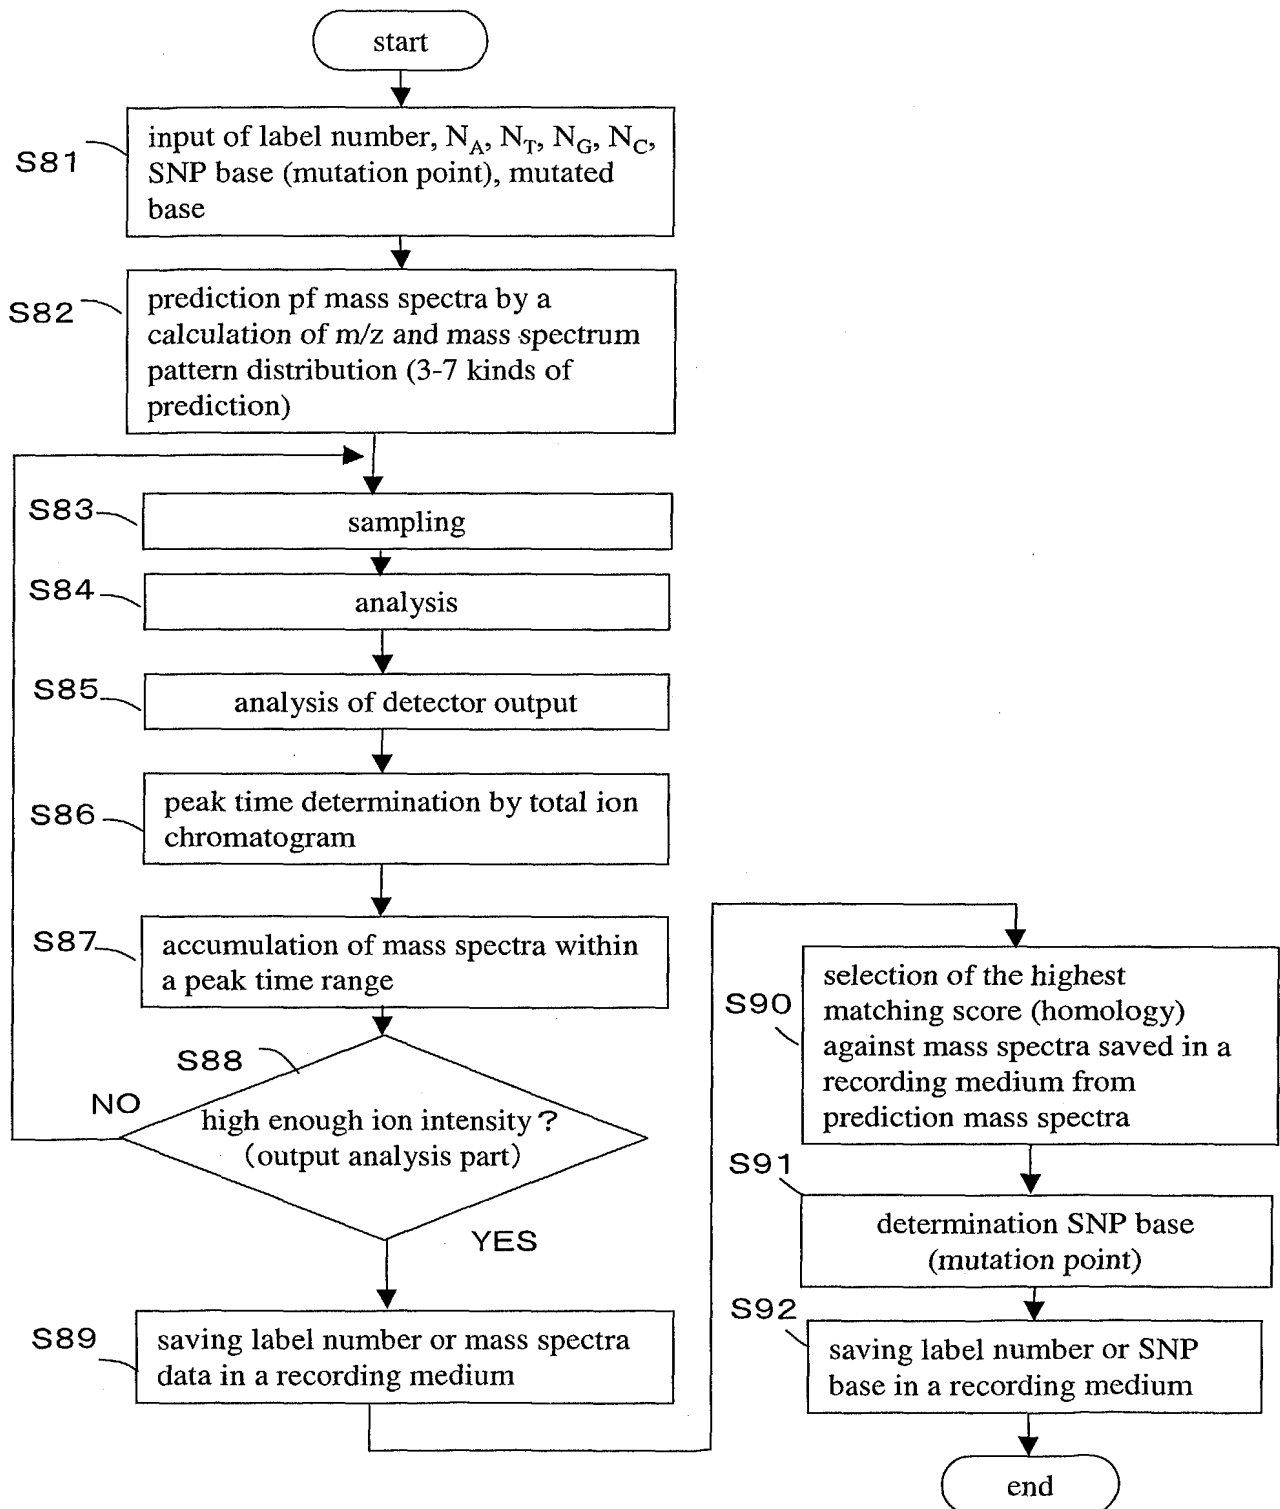 start
S81
input of label number, N_A, N_T, N_G, N_C,
SNP base (mutation point), mutated
base
S82
prediction pf mass spectra by a
calculation of m/z and mass spectrum
pattern distribution (3-7 kinds of
prediction)
S83
sampling
S84
analysis
S85
analysis of detector output
S86
peak time determination by total ion
chromatogram
S87
accumulation of mass spectra within
a peak time range
S88
NO
high enough ion intensity?
(output analysis part)
YES
S89
saving label number or mass spectra
data in a recording medium
S90
selection of the highest
matching score (homology)
against mass spectra saved in a
recording medium from
prediction mass spectra
S91
determination SNP base
(mutation point)
S92
saving label number or SNP
base in a recording medium
end